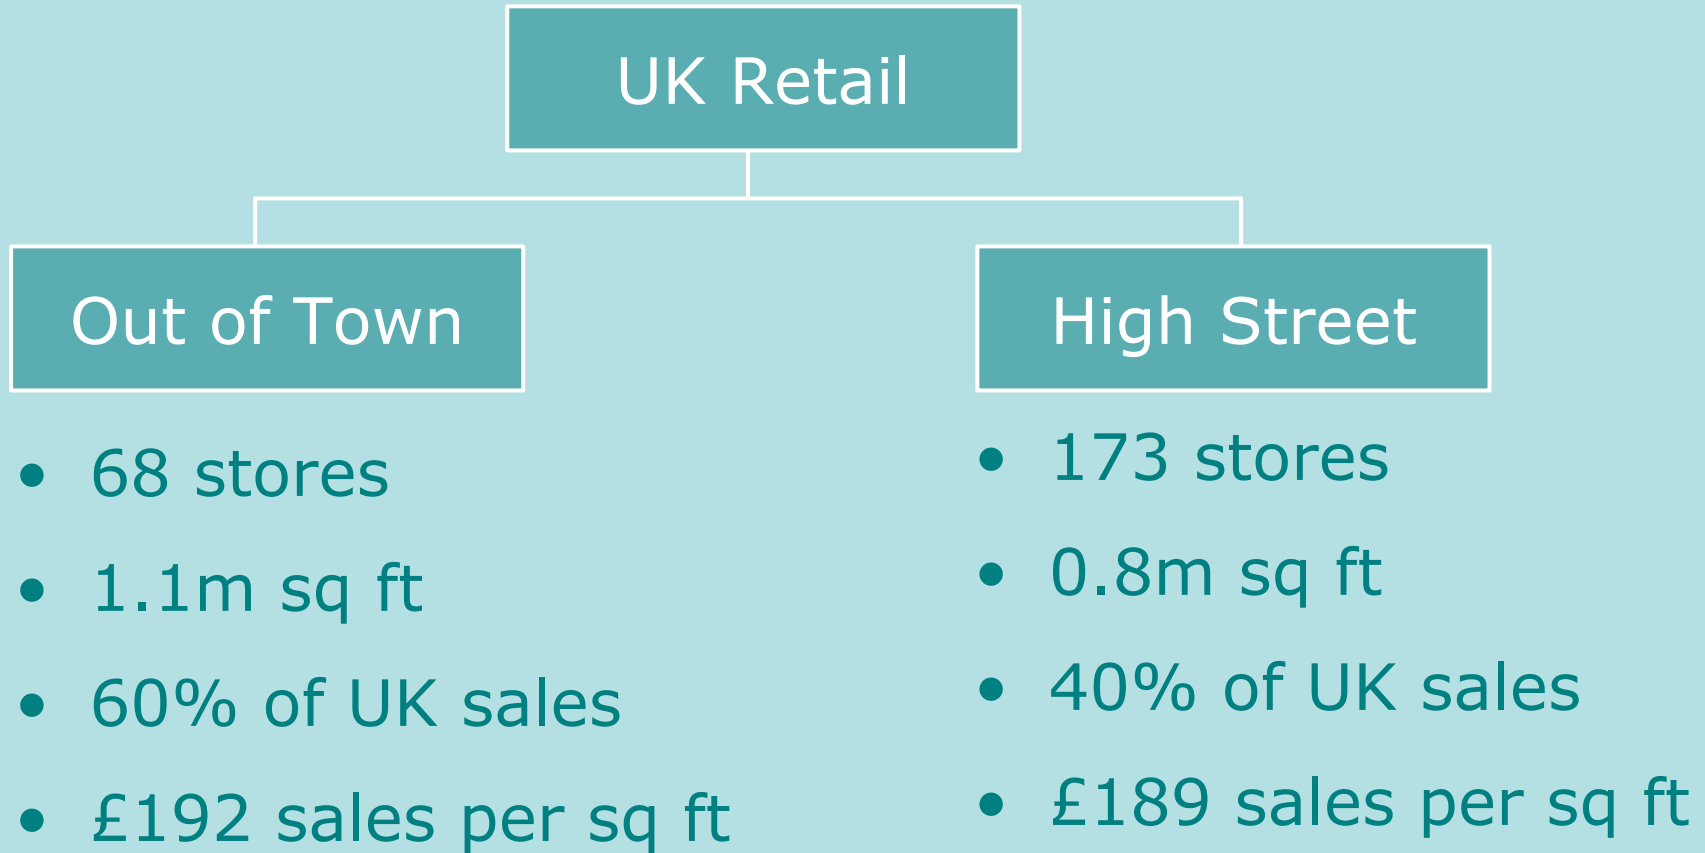 UK Retail
Out of Town
• 68 stores
• 1.1m sq ft
• 60% of UK sales
• £192 sales per sq ft
High Street
• 173 stores
• 0.8m sq ft
• 40% of UK sales
• £189 sales per sq ft